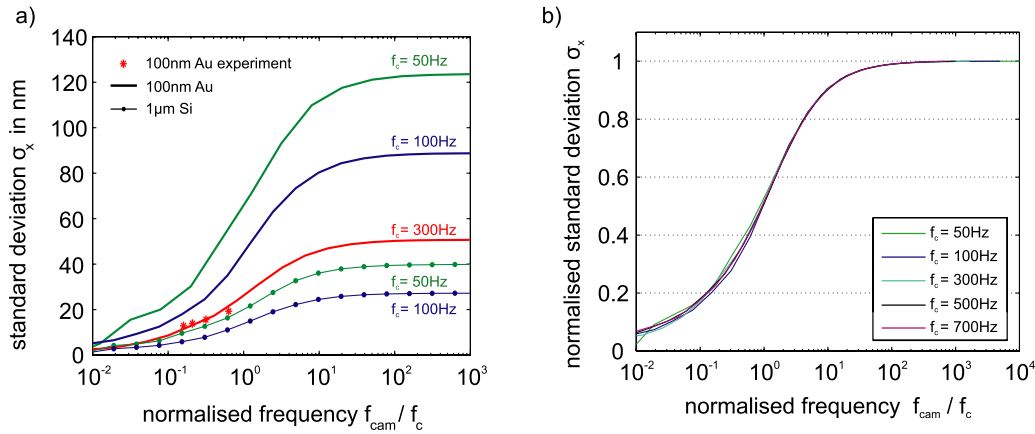 a)
140
120
100
80
60
40
20
0
standard deviation σx in nm
100nm Au experiment
100nm Au
1µm Si
fc= 50Hz
fc= 100Hz
fc= 300Hz
fc= 50Hz
fc= 100Hz
10-2 10-1 100 101 102 103
normalised frequency fcam / fc
b)
1
0.8
0.6
0.4
0.2
0
normalised standard deviation σx
fc= 50Hz
fc= 100Hz
fc= 300Hz
fc= 500Hz
fc= 700Hz
10-2 10-1 100 101 102 103 104
normalised frequency fcam / fc